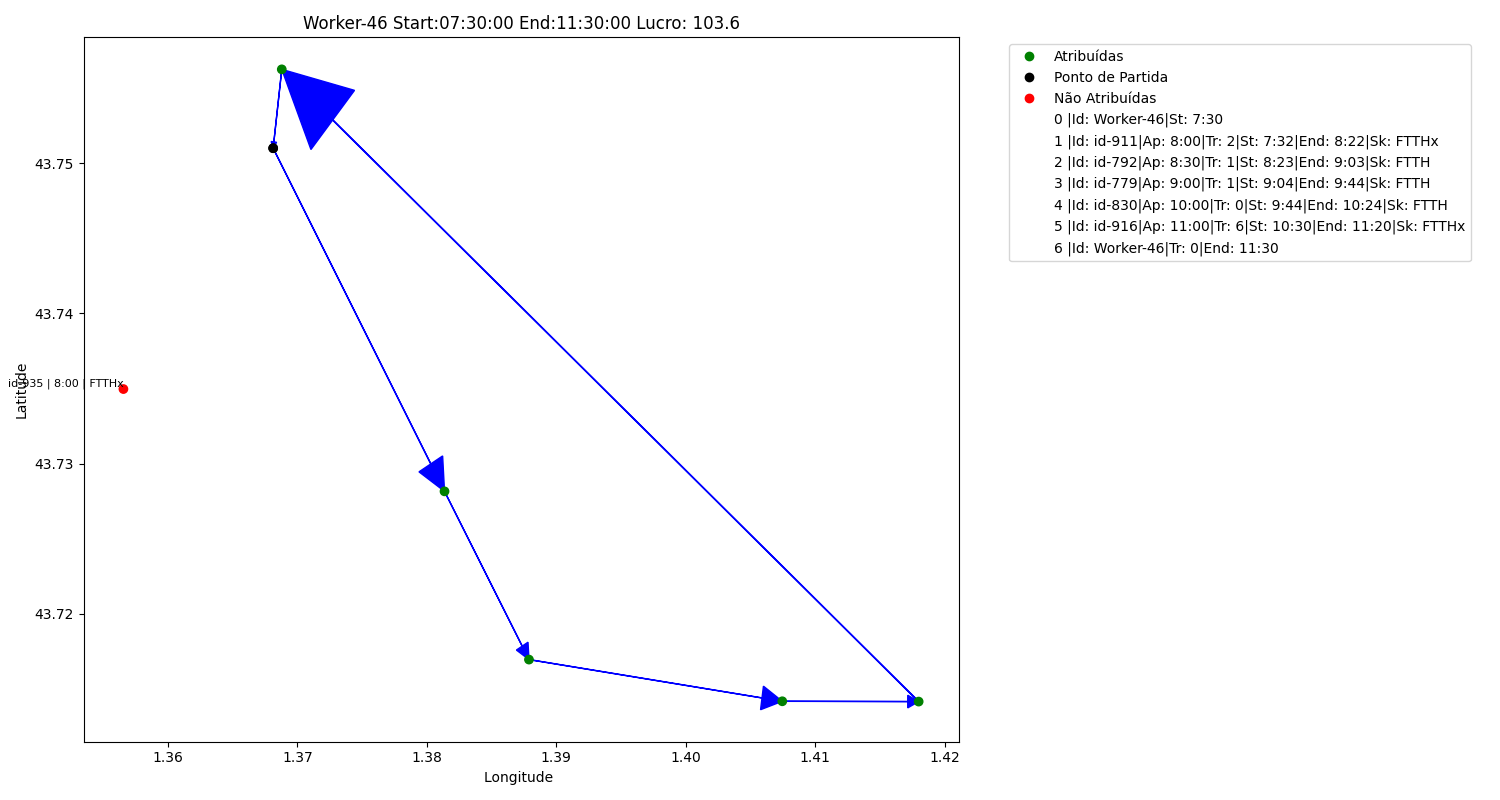 Worker-46 Start:07:30:00 End:11:30:00 Lucro: 103.6
Atribuídas
Ponto de Partida
Não Atribuídas
0 |Id: Worker-46|St: 7:30
1 |Id: id-911|Ap: 8:00|Tr: 2|St: 7:32|End: 8:22|Sk: FTTHx
2 |Id: id-792|Ap: 8:30|Tr: 1|St: 8:23|End: 9:03|Sk: FTTH
3 |Id: id-779|Ap: 9:00|Tr: 1|St: 9:04|End: 9:44|Sk: FTTH
4 |Id: id-830|Ap: 10:00|Tr: 0|St: 9:44|End: 10:24|Sk: FTTH
5 |Id: id-916|Ap: 11:00|Tr: 6|St: 10:30|End: 11:20|Sk: FTTHx
6 |Id: Worker-46|Tr: 0|End: 11:30
43.75
43.74
43.73
43.72
Latitude
id-935 | 8:00 | FTTHx
1.36 1.37 1.38 1.39 1.40 1.41 1.42
Longitude